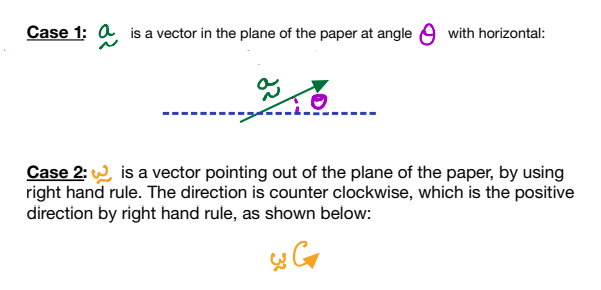 Case 1: a is a vector in the plane of the paper at angle θ with horizontal:
a
θ
Case 2: ω is a vector pointing out of the plane of the paper, by using
right hand rule. The direction is counter clockwise, which is the positive
direction by right hand rule, as shown below:
ω